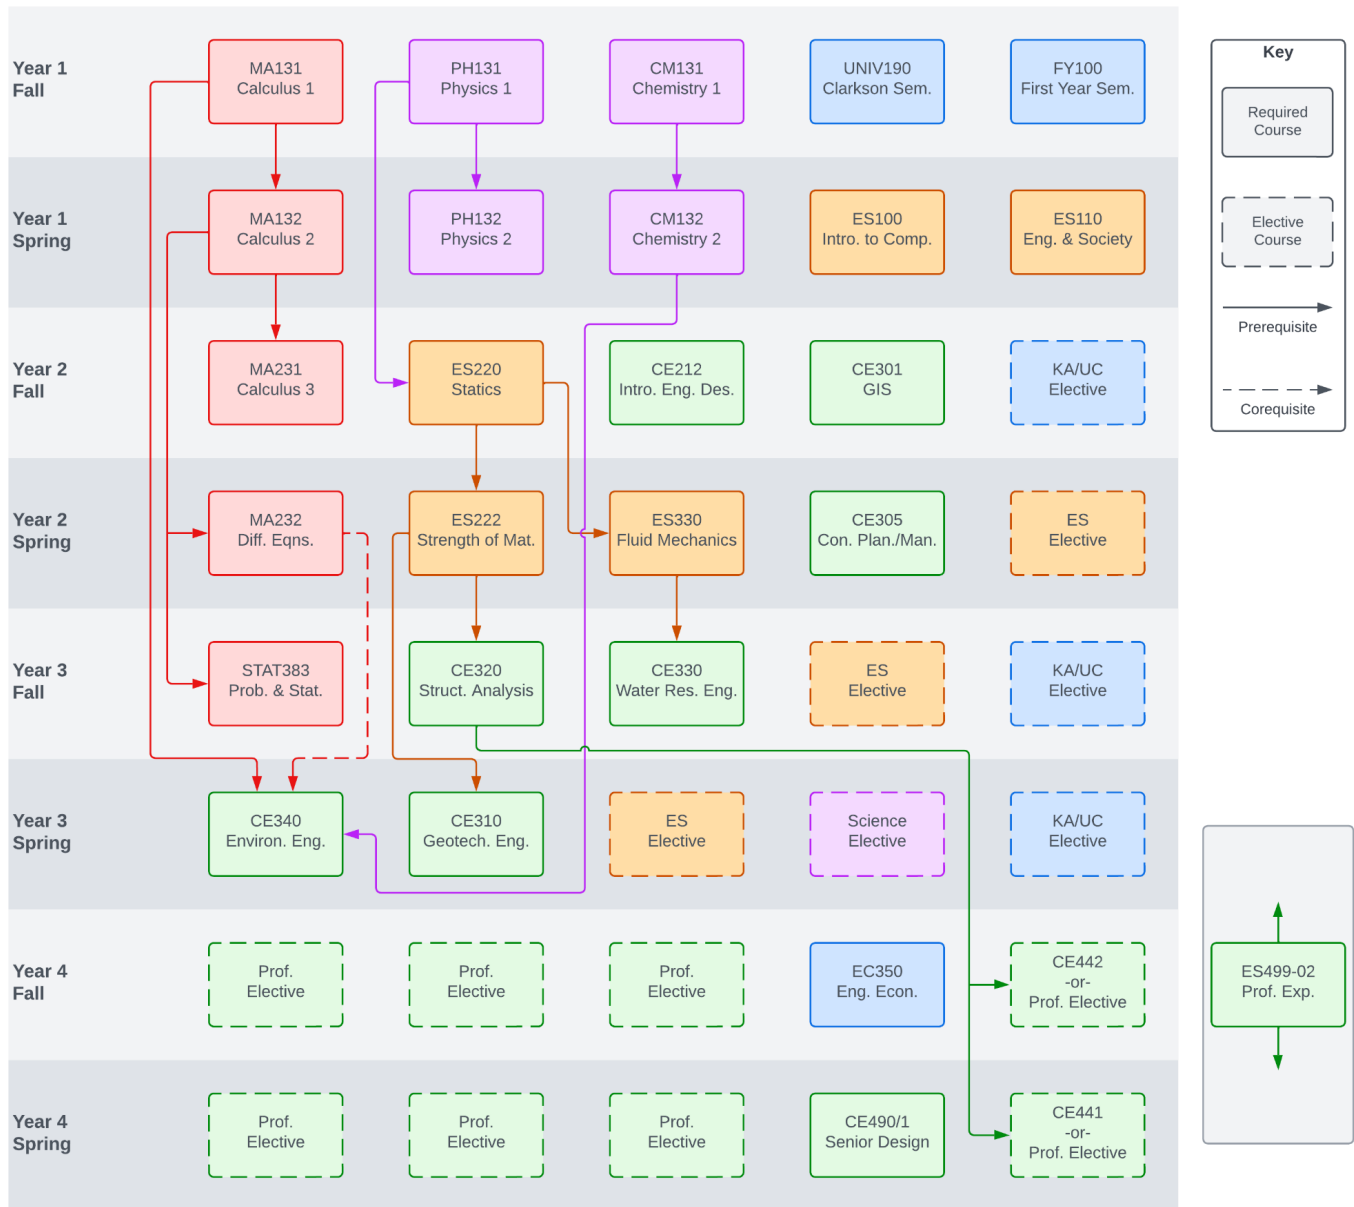 Year 1
Fall
MA131
Calculus 1
PH131
Physics 1
CM131
Chemistry 1
UNIV190
Clarkson Sem.
FY100
First Year Sem.
Key
Required
Course
Elective
Course
Prerequisite
Corequisite
Year 1
Spring
MA132
Calculus 2
PH132
Physics 2
CM132
Chemistry 2
ES100
Intro. to Comp.
ES110
Eng. & Society
Year 2
Fall
MA231
Calculus 3
ES220
Statics
CE212
Intro. Eng. Des.
CE301
GIS
KA/UC
Elective
Year 2
Spring
MA232
Diff. Eqns.
ES222
Strength of Mat.
ES330
Fluid Mechanics
CE305
Con. Plan./Man.
ES
Elective
Year 3
Fall
STAT383
Prob. & Stat.
CE320
Struct. Analysis
CE330
Water Res. Eng.
ES
Elective
KA/UC
Elective
Year 3
Spring
CE340
Environ. Eng.
CE310
Geotech. Eng.
ES
Elective
Science
Elective
KA/UC
Elective
Year 4
Fall
Prof.
Elective
Prof.
Elective
Prof.
Elective
EC350
Eng. Econ.
CE442
-or-
Prof. Elective
ES499-02
Prof. Exp.
Year 4
Spring
Prof.
Elective
Prof.
Elective
Prof.
Elective
CE490/1
Senior Design
CE441
-or-
Prof. Elective